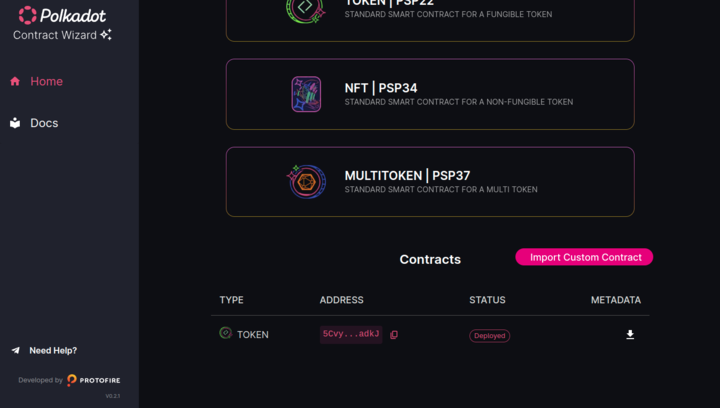 Polkadot
Contract Wizard
Home
Docs
Need Help?
Developed by PROTOFIRE
V0.2.1
TOKEN | PSP22
STANDARD SMART CONTRACT FOR A FUNGIBLE TOKEN
NFT | PSP34
STANDARD SMART CONTRACT FOR A NON-FUNGIBLE TOKEN
MULTITOKEN | PSP37
STANDARD SMART CONTRACT FOR A MULTI TOKEN
Contracts
Import Custom Contract
TYPE ADDRESS STATUS METADATA
TOKEN 5Cvy...adkJ Deployed